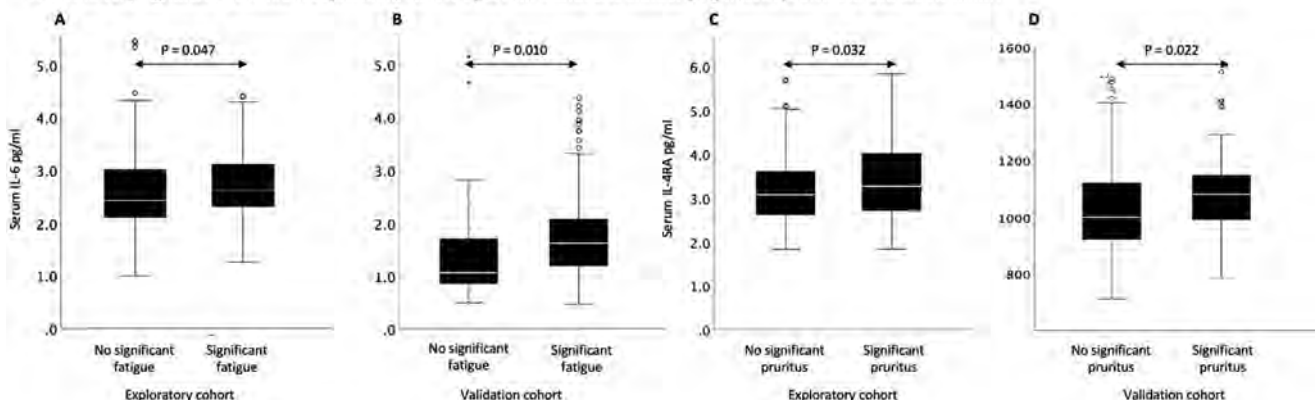 A
B
C
D
P = 0.047
P = 0.010
P = 0.032
P = 0.022
Serum IL-6 pg/ml
5.0
4.0
3.0
2.0
1.0
.0
5.0
4.0
3.0
2.0
1.0
.0
Serum IL-4RA pg/ml
6.0
5.0
4.0
3.0
2.0
1.0
.0
1600
1400
1200
1000
800
No significant
fatigue
Significant
fatigue
Exploratory cohort
No significant
fatigue
Significant
fatigue
Validation cohort
No significant
pruritus
Significant
pruritus
Exploratory cohort
No significant
pruritus
Significant
pruritus
Validation cohort